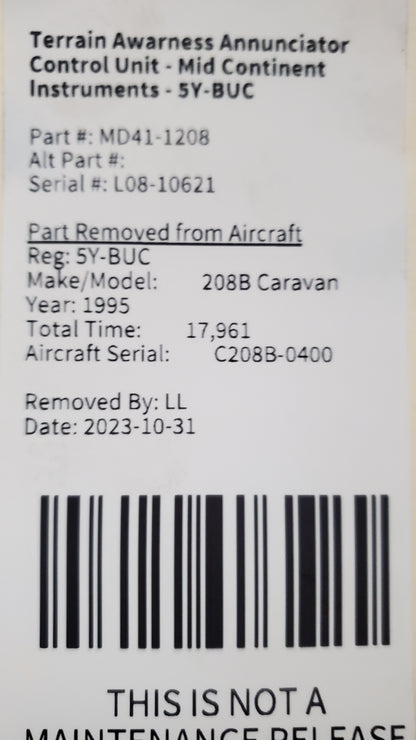 Terrain Awarness Annunciator
Control Unit - Mid Continent
Instruments - 5Y-BUC
Part #: MD41-1208
Alt Part #:
Serial #: L08-10621
Part Removed from Aircraft
Reg: 5Y-BUC
Make/Model: 208B Caravan
Year: 1995
Total Time: 17,961
Aircraft Serial: C208B-0400
Removed By: LL
Date: 2023-10-31
THIS IS NOT A
MAINTENANCE RELEASE